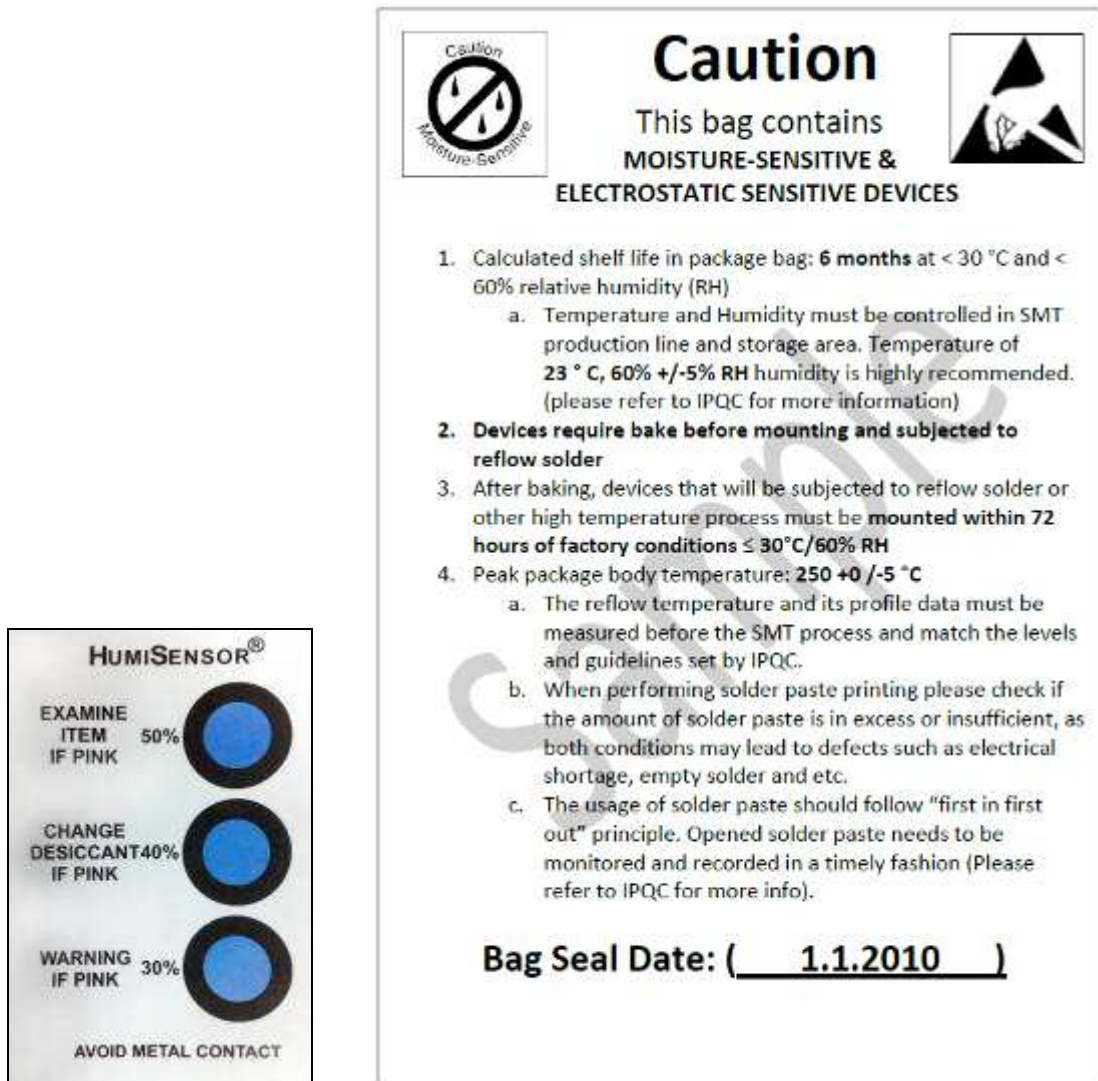 HUMISENSOR®
EXAMINE
ITEM
IF PINK
50%
CHANGE
DESICCANT 40%
IF PINK
WARNING
IF PINK
30%
AVOID METAL CONTACT
Caution
Moisture-Sensitive
Caution
This bag contains
MOISTURE-SENSITIVE &
ELECTROSTATIC SENSITIVE DEVICES
1. Calculated shelf life in package bag: 6 months at < 30 °C and <
60% relative humidity (RH)
a. Temperature and Humidity must be controlled in SMT
production line and storage area. Temperature of
23 ° C, 60% +/-5% RH humidity is highly recommended.
(please refer to IPQC for more information)
2. Devices require bake before mounting and subjected to
reflow solder
3. After baking, devices that will be subjected to reflow solder or
other high temperature process must be mounted within 72
hours of factory conditions ≤ 30°C/60% RH
4. Peak package body temperature: 250 +0 /-5 °C
a. The reflow temperature and its profile data must be
measured before the SMT process and match the levels
and guidelines set by IPQC.
b. When performing solder paste printing please check if
the amount of solder paste is in excess or insufficient, as
both conditions may lead to defects such as electrical
shortage, empty solder and etc.
c. The usage of solder paste should follow “first in first
out” principle. Opened solder paste needs to be
monitored and recorded in a timely fashion (Please
refer to IPQC for more info).
Bag Seal Date: ( 1.1.2010 )
Sample